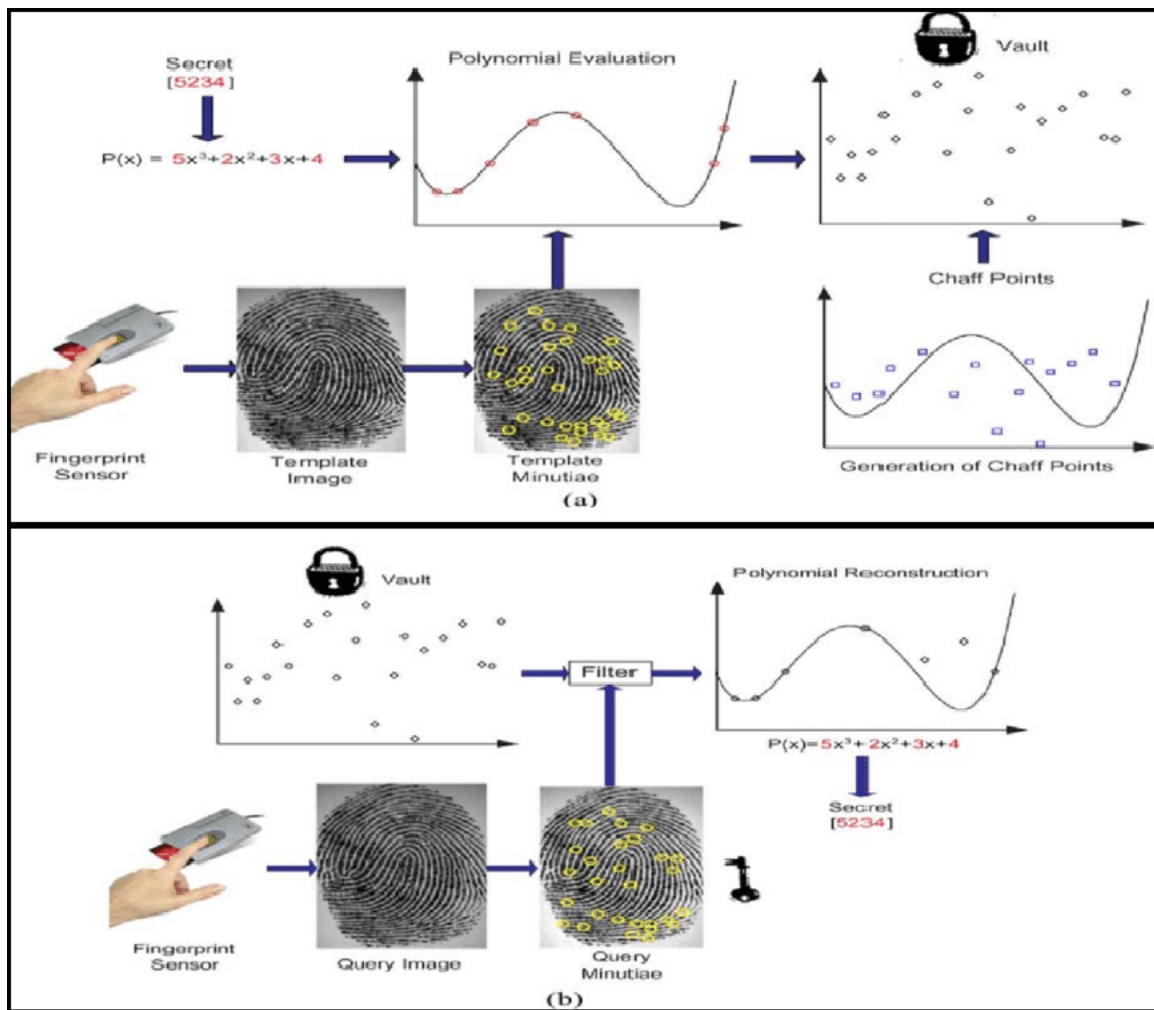 Secret
[5234]
P(x) = 5x³+2x²+3x+4
Polynomial Evaluation
Vault
Chaff Points
Fingerprint
Sensor
Template
Image
Template
Minutiae
Generation of Chaff Points
(a)
Vault
Polynomial Reconstruction
Filter
P(x)=5x³+2x²+3x+4
Secret
[5234]
Fingerprint
Sensor
Query Image
Query
Minutiae
(b)